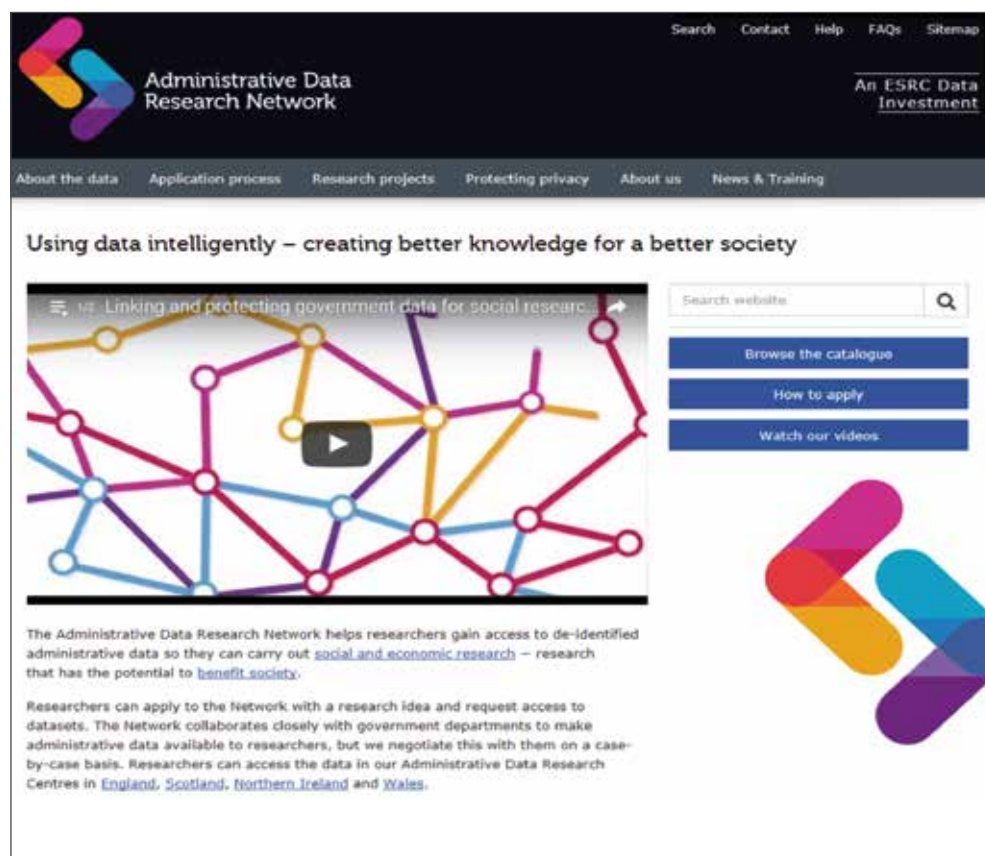 Search Contact Help FAQs Sitemap
Administrative Data
Research Network
An ESRC Data
Investment
About the data Application process Research projects Protecting privacy About us News & Training
Using data intelligently – creating better knowledge for a better society
Linking and protecting government data for social researc...
Search website
Browse the catalogue
How to apply
Watch our videos
The Administrative Data Research Network helps researchers gain access to de-identified
administrative data so they can carry out social and economic research – research
that has the potential to benefit society.
Researchers can apply to the Network with a research idea and request access to
datasets. The Network collaborates closely with government departments to make
administrative data available to researchers, but we negotiate this with them on a case-
by-case basis. Researchers can access the data in our Administrative Data Research
Centres in England, Scotland, Northern Ireland and Wales.